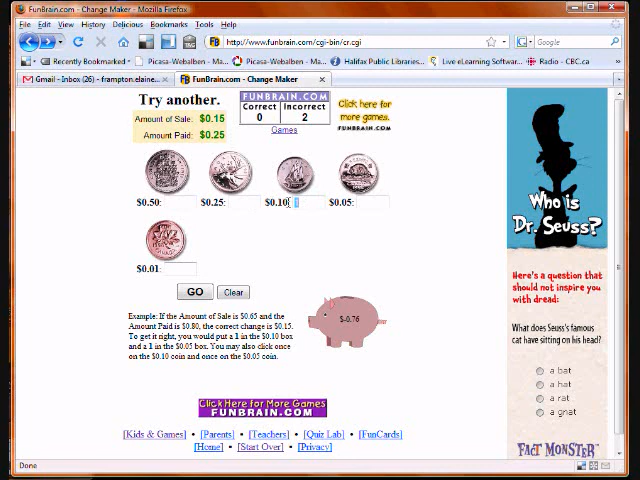 FunBrain.com - Change Maker - Mozilla Firefox
File Edit View History Delicious Bookmarks Tools Help
TAG http://www.funbrain.com/cgi-bin/cr.cgi Google
Recently Bookmarked Picasa-Webalbums Picasa-WebAlbum - M... Halifax Public Libraries Live eLearning Software... Radio - CBC.ca
Gmail - Inbox (26) - frampton.elaine... FunBrain.com - Change Maker
Try another.
Amount of Sale: $0.15
Amount Paid: $0.25
FUNBRAIN.COM
Correct Incorrect
0 2
Games
Click here for
more games.
FUNBRAIN.COM
$0.50: $0.25: $0.10: 1 $0.05:
CANADA
$0.01:
GO Clear
Example: If the Amount of Sale is $0.65 and the
Amount Paid is $0.80, the correct change is $0.15.
To get it right, you would put a 1 in the $0.10 box
and a 1 in the $0.05 box. You may also click once
on the $0.10 coin and once on the $0.05 coin.
$-0.76
Click Here for More Games
FUNBRAIN.COM
[Kids & Games] • [Parents] • [Teachers] • [Quiz Lab] • [FunCards]
[Home] • [Start Over] • [Privacy]
Who is
Dr. Seuss?
Here's a question that
should not inspire you
with dread:
What does Seuss's famous
cat have sitting on his head?
a bat
a hat
a rat
a gnat
FACT MONSTER™
Done